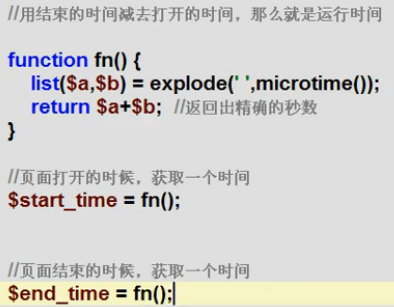 //用结束的时间减去打开的时间，那么就是运行时间
function fn() {
list($a,$b) = explode(' ',microtime());
return $a+$b; //返回出精确的秒数
}
//页面打开的时候，获取一个时间
$start_time = fn();
//页面结束的时候，获取一个时间
$end_time = fn();